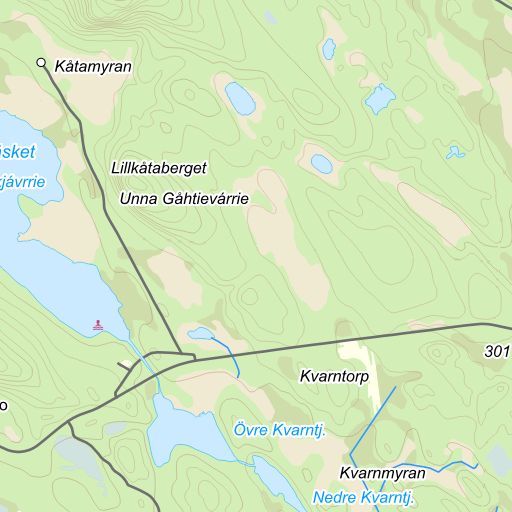 Kåtamyran
Lillkåtaberget
Unna Gåhtievárrie
301
Kvarntorp
Övre Kvarntj.
Kvarnmyran
Nedre Kvarntj.